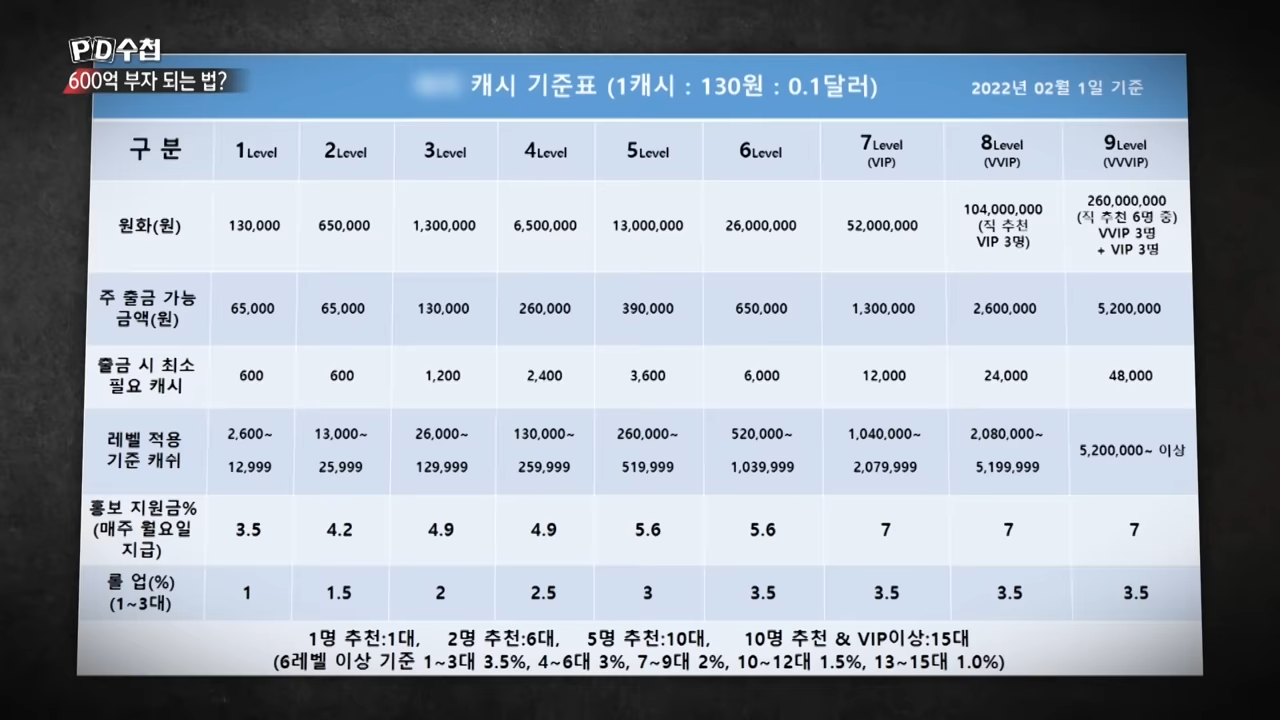 PD수첩
600억 부자 되는 법?
캐시 기준표 (1캐시 : 130원 : 0.1달러)
2022년 02월 1일 기준
구 분 1Level 2Level 3Level 4Level 5Level 6Level 7Level (VIP) 8Level (VVIP) 9Level (VVVIP)
원화(원) 130,000 650,000 1,300,000 6,500,000 13,000,000 26,000,000 52,000,000 104,000,000 (직 추천 VIP 3명) 260,000,000 (직 추천 6명 중) VVIP 3명 + VIP 3명
주 출금 가능 금액(원) 65,000 65,000 130,000 260,000 390,000 650,000 1,300,000 2,600,000 5,200,000
출금 시 최소 필요 캐시 600 600 1,200 2,400 3,600 6,000 12,000 24,000 48,000
레벨 적용 기준 캐쉬 2,600~ 12,999 13,000~ 25,999 26,000~ 129,999 130,000~ 259,999 260,000~ 519,999 520,000~ 1,039,999 1,040,000~ 2,079,999 2,080,000~ 5,199,999 5,200,000~ 이상
홍보 지원금% (매주 월요일 지급) 3.5 4.2 4.9 4.9 5.6 5.6 7 7 7
롤 업(%) (1~3대) 1 1.5 2 2.5 3 3.5 3.5 3.5 3.5
1명 추천:1대, 2명 추천:6대, 5명 추천:10대, 10명 추천 & VIP이상:15대
(6레벨 이상 기준 1~3대 3.5%, 4~6대 3%, 7~9대 2%, 10~12대 1.5%, 13~15대 1.0%)